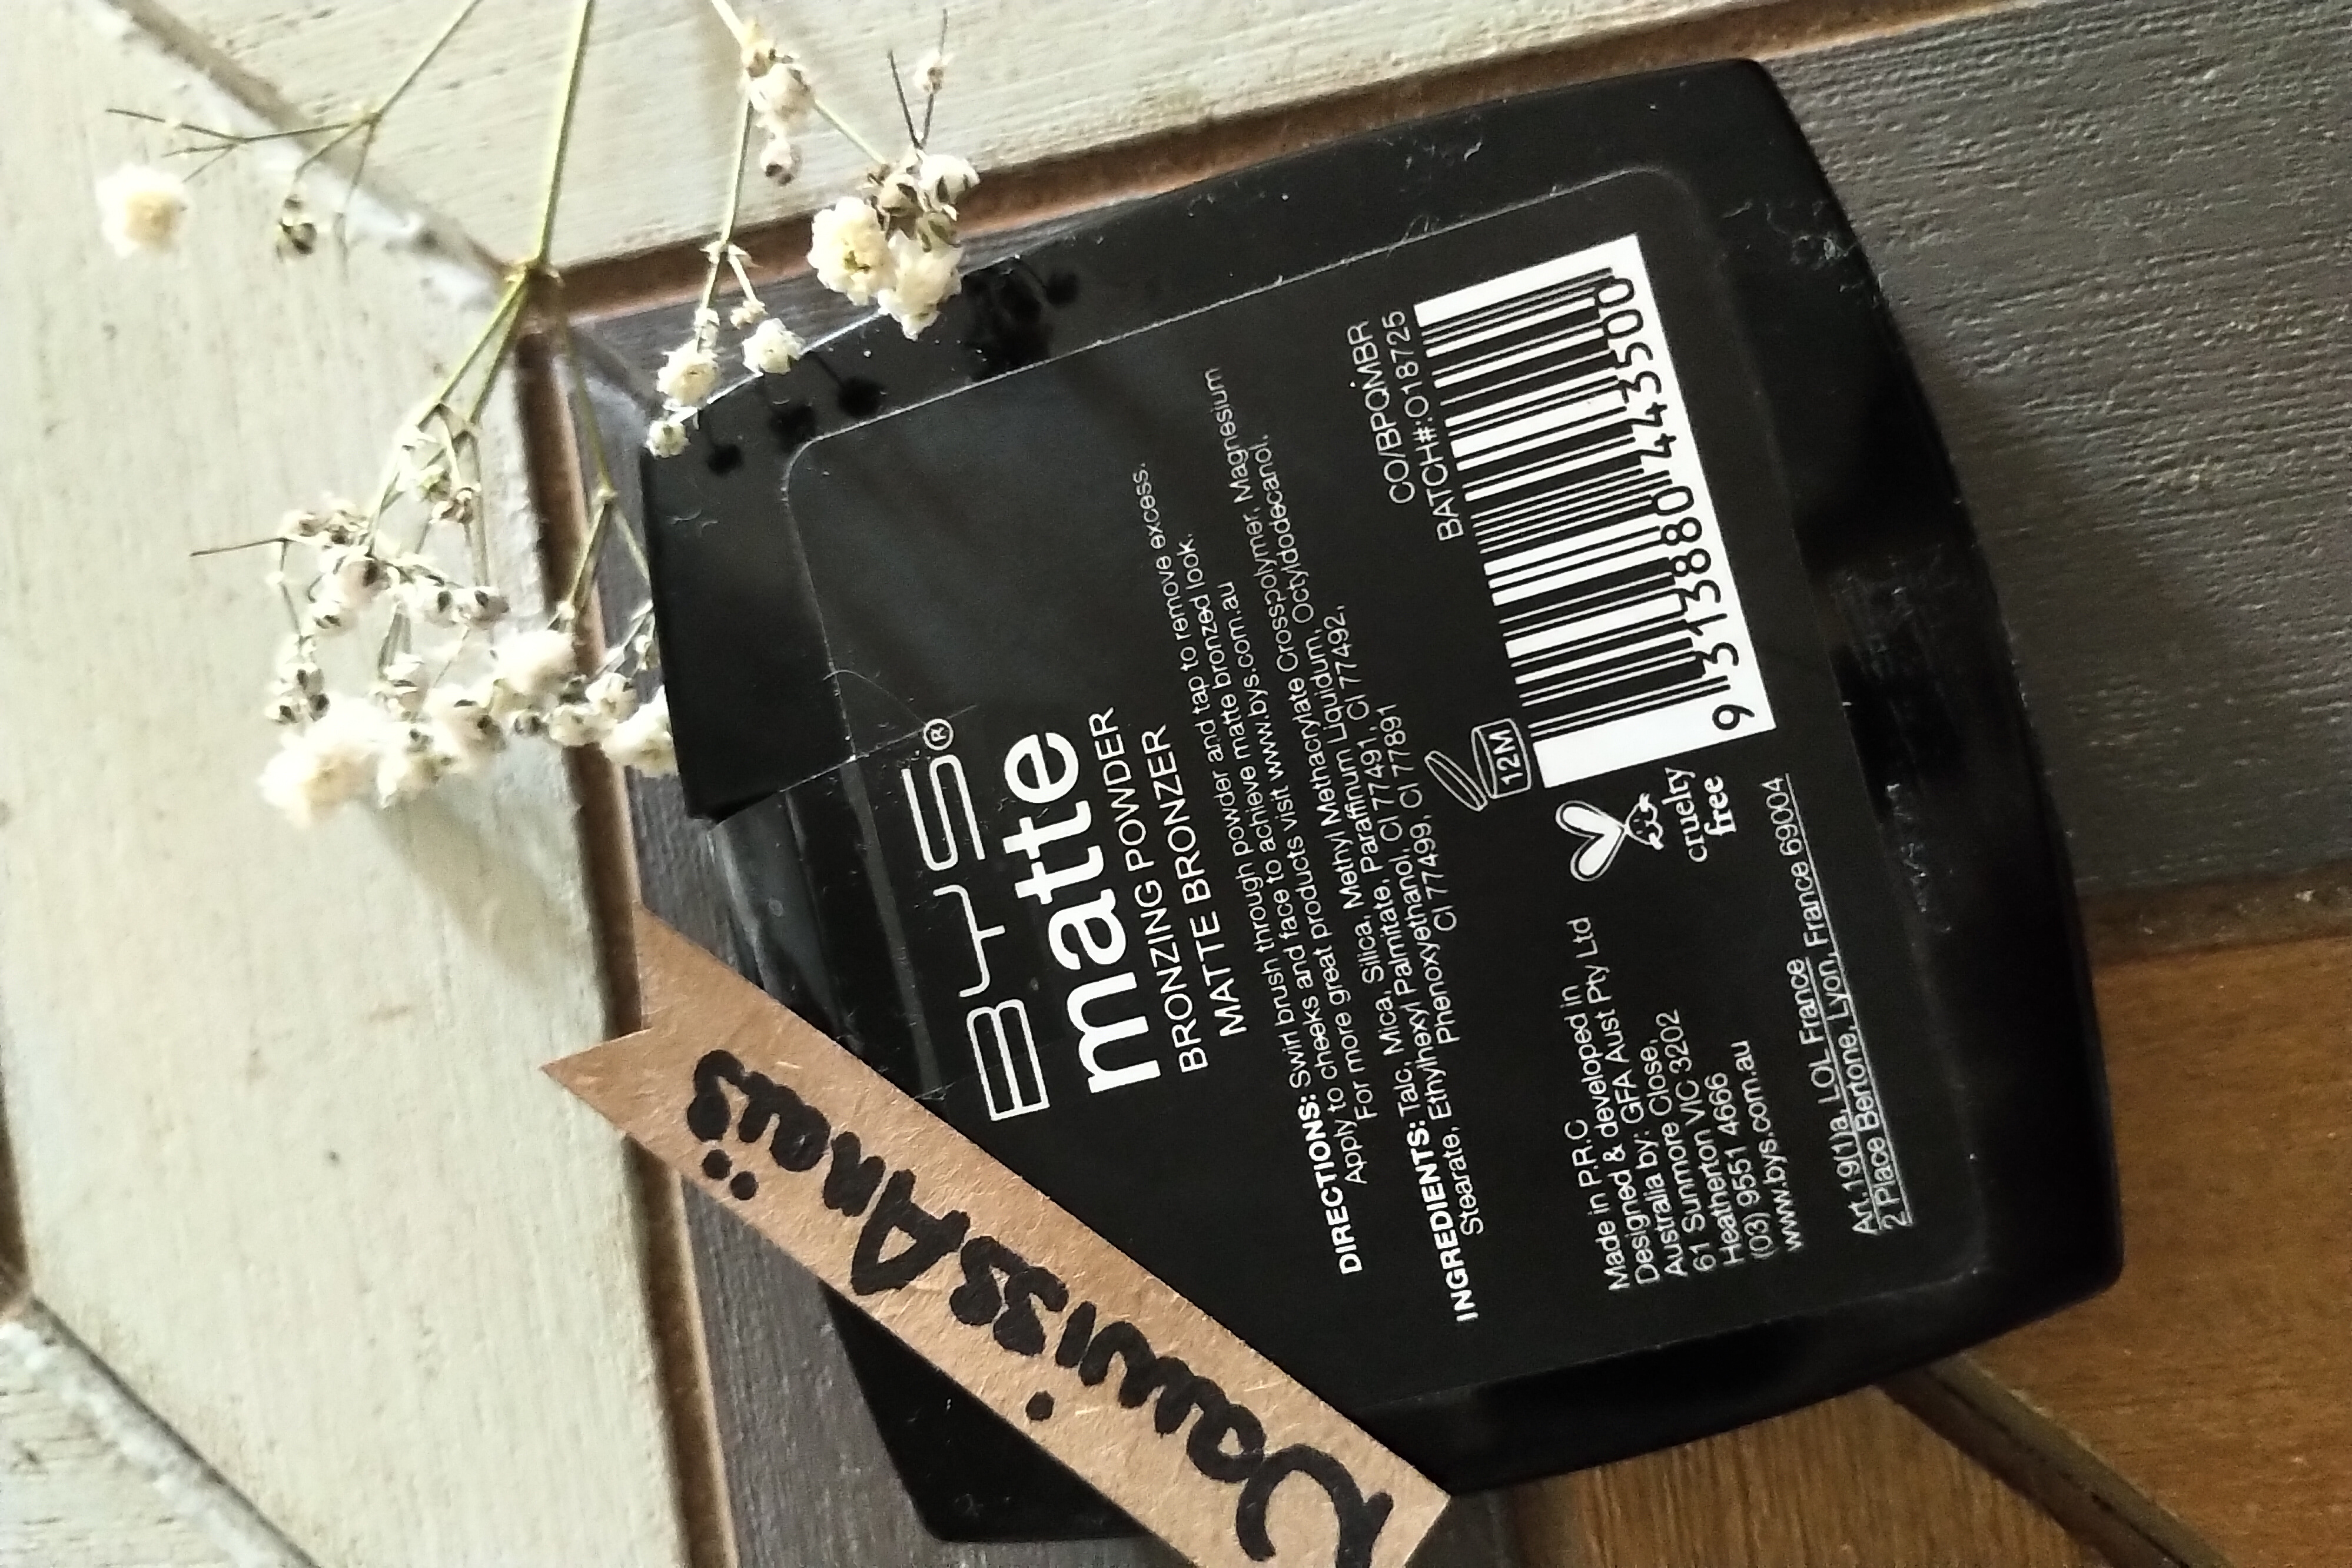 BYS®
matte
BRONZING POWDER
MATTE BRONZER
DIRECTIONS: Swirl brush through powder and tap to remove excess.
Apply to cheeks and face to achieve matte bronzed look.
For more great products visit www.bys.com.au
INGREDIENTS: Talc, Mica, Silica, Methyl Methacrylate Crosspolymer, Magnesium
Stearate, Ethylhexyl Palmitate, Paraffinum Liquidum, Octyldodecanol,
Phenoxyethanol, CI 77491, CI 77492,
CI 77499, CI 77891
Made in P.R.C
Designed & developed in
Australia by: GFA Aust Pty Ltd
61 Sunmore Close,
Heatherton VIC 3202
(03) 9551 4666
www.bys.com.au
Art.19(1)a, LOL France
2 Place Bertone, Lyon, France 69004
12M
cruelty
free
CO/BPQMBR
BATCH#:018725
9313880443500
Anaïs